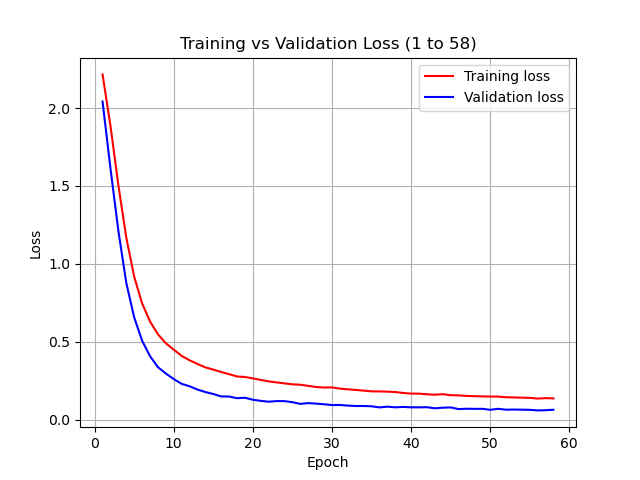 Training vs Validation Loss (1 to 58)
Training loss
Validation loss
Loss
2.0
1.5
1.0
0.5
0.0
0 10 20 30 40 50 60
Epoch